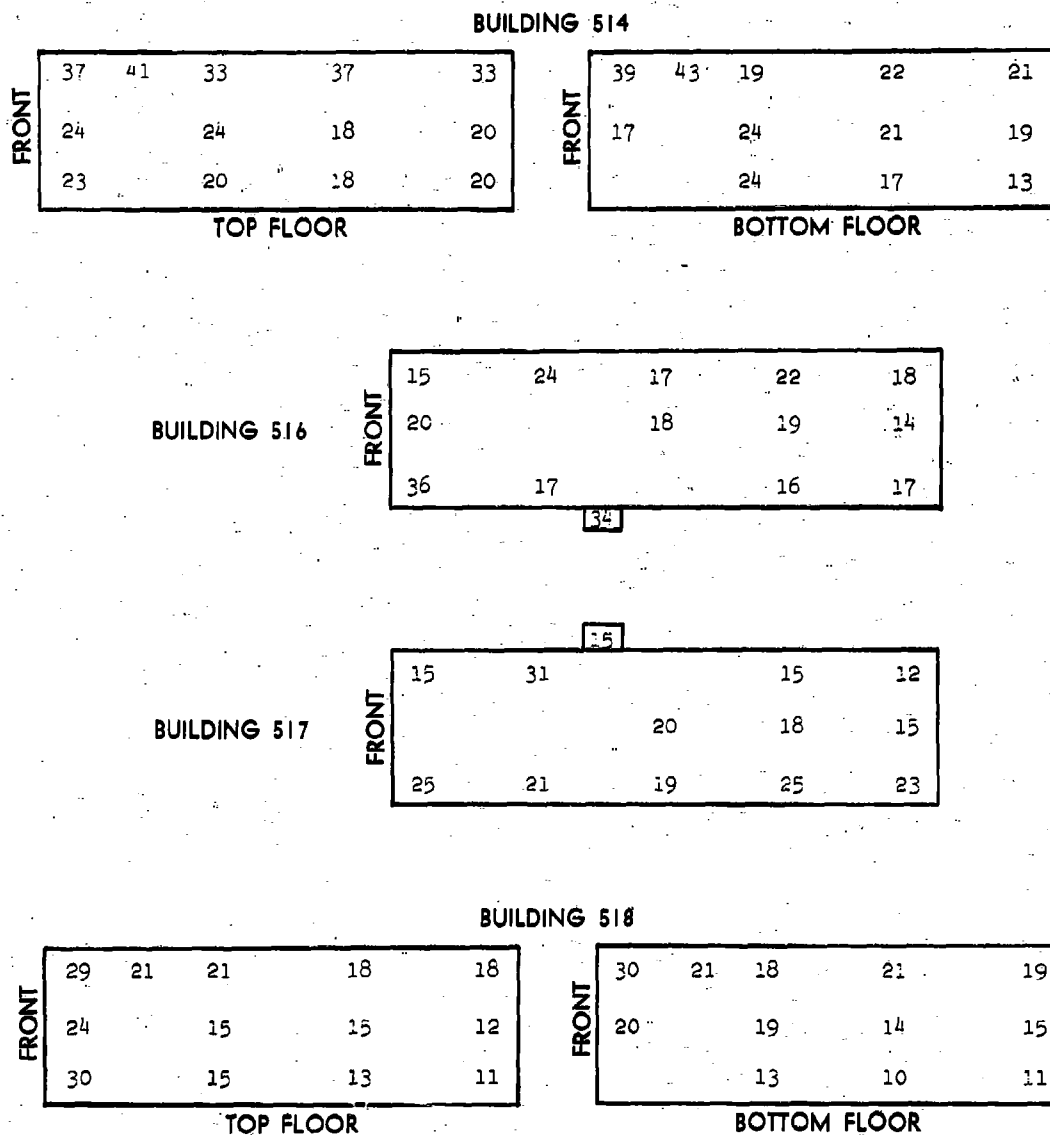 BUILDING 514
37 41 33 37 33
FRONT
24 24 18 20
23 20 18 20
TOP FLOOR
39 43 19 22 21
FRONT
17 24 21 19
24 17 13
BOTTOM FLOOR
BUILDING 516
FRONT
15 24 17 22 18
20 18 19 14
36 17 16 17
34
BUILDING 517
FRONT
15
15 31 15 12
20 18 15
25 21 19 25 23
BUILDING 518
29 21 21 18 18
FRONT
24 15 15 12
30 15 13 11
TOP FLOOR
30 21 18 21 19
FRONT
20 19 14 15
13 10 11
BOTTOM FLOOR